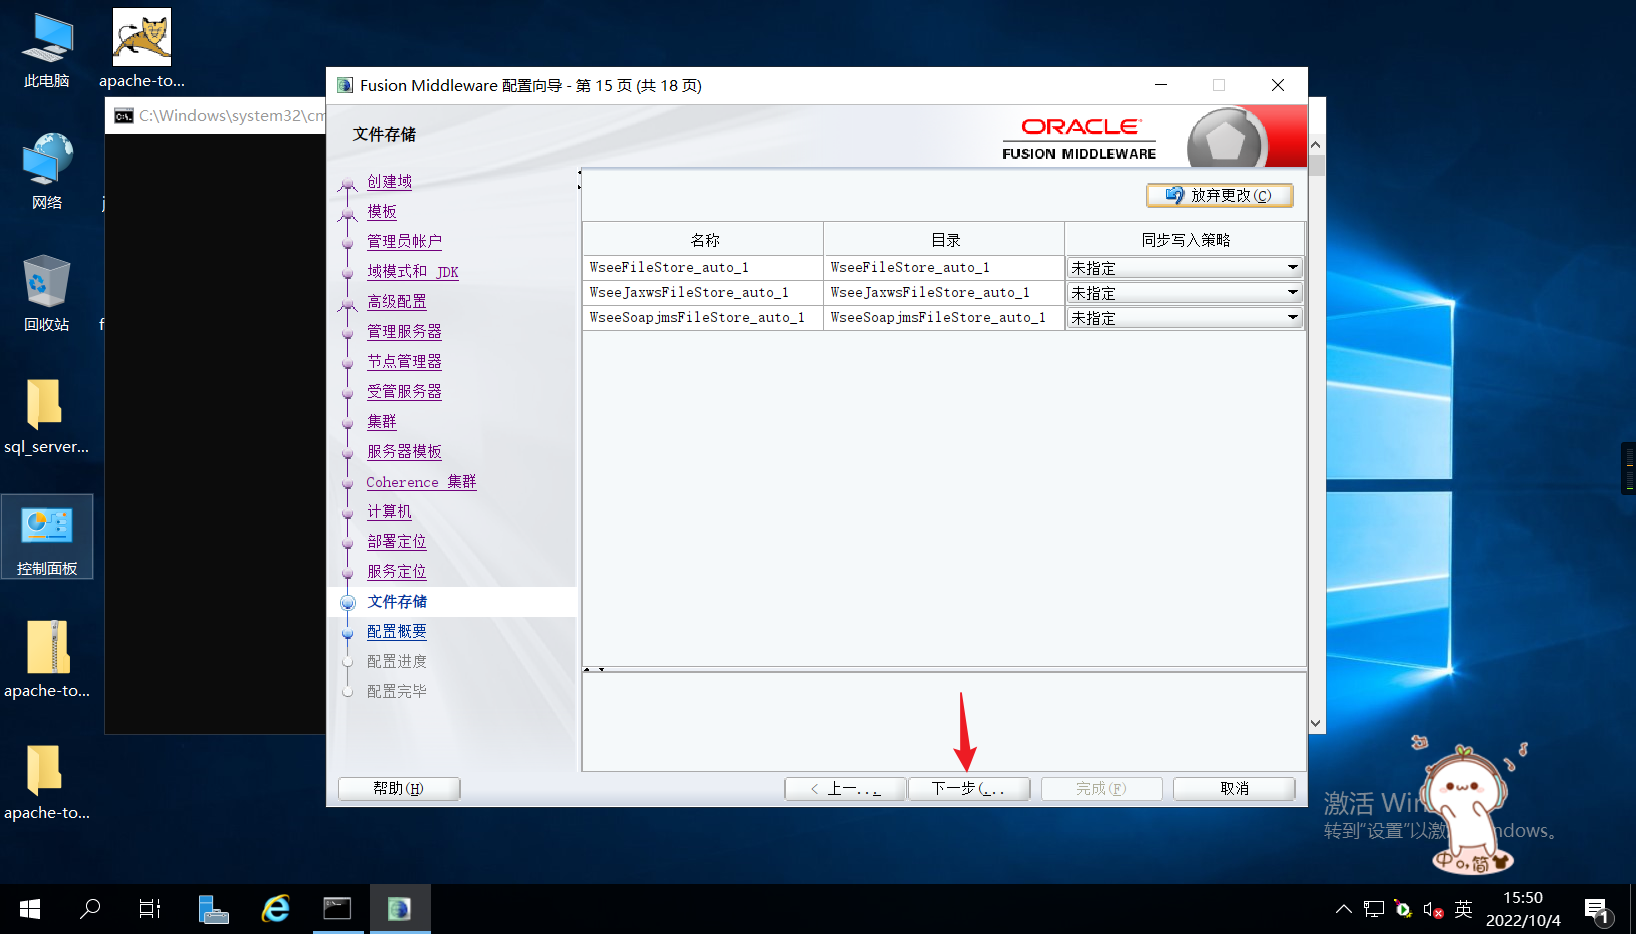 此电脑
apache-to...
网络
回收站
sql_server...
控制面板
apache-to...
apache-to...
C:\Windows\system32\cm
Fusion Middleware 配置向导 - 第 15 页 (共 18 页)
文件存储
ORACLE
FUSION MIDDLEWARE
创建域
模板
管理员帐户
域模式和 JDK
高级配置
管理服务器
节点管理器
受管服务器
集群
服务器模板
Coherence 集群
计算机
部署定位
服务定位
文件存储
配置概要
配置进度
配置完毕
放弃更改(C)
名称 目录 同步写入策略
WseeFileStore_auto_1 WseeFileStore_auto_1 未指定
WseeJaxwsFileStore_auto_1 WseeJaxwsFileStore_auto_1 未指定
WseeSoapjmsFileStore_auto_1 WseeSoapjmsFileStore_auto_1 未指定
帮助(H) < 上一... 下一步(... 完成(F) 取消
激活 Win
转到"设置"以激 ndows。
中 简
英
15:50
2022/10/4
1